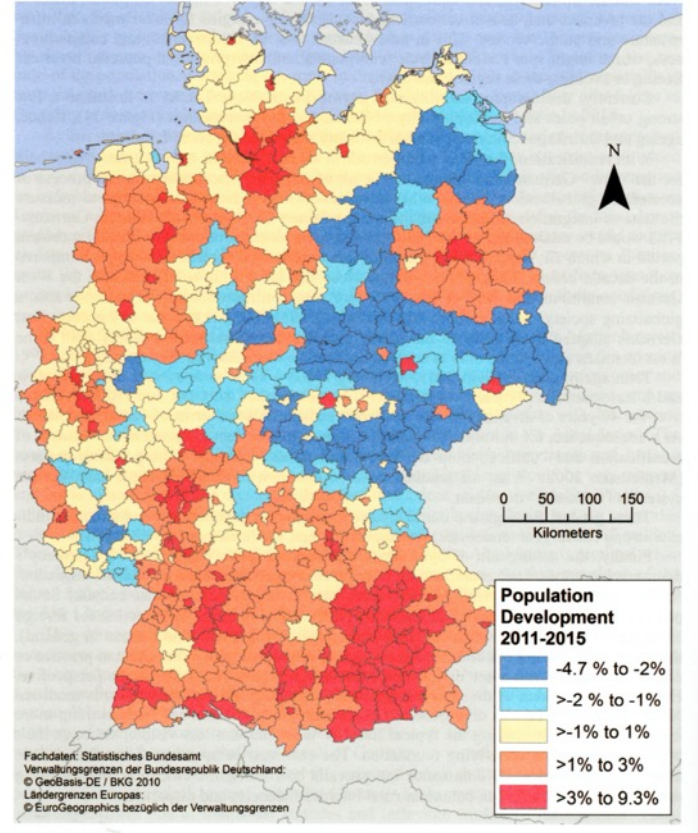 N
0 50 100 150
Kilometers
Population
Development
2011-2015
-4.7 % to -2%
>-2 % to -1%
>-1% to 1%
>1% to 3%
>3% to 9.3%
Fachdaten: Statistisches Bundesamt
Verwaltungsgrenzen der Bundesrepublik Deutschland:
© GeoBasis-DE / BKG 2010
Ländergrenzen Europas:
© EuroGeographics bezüglich der Verwaltungsgrenzen